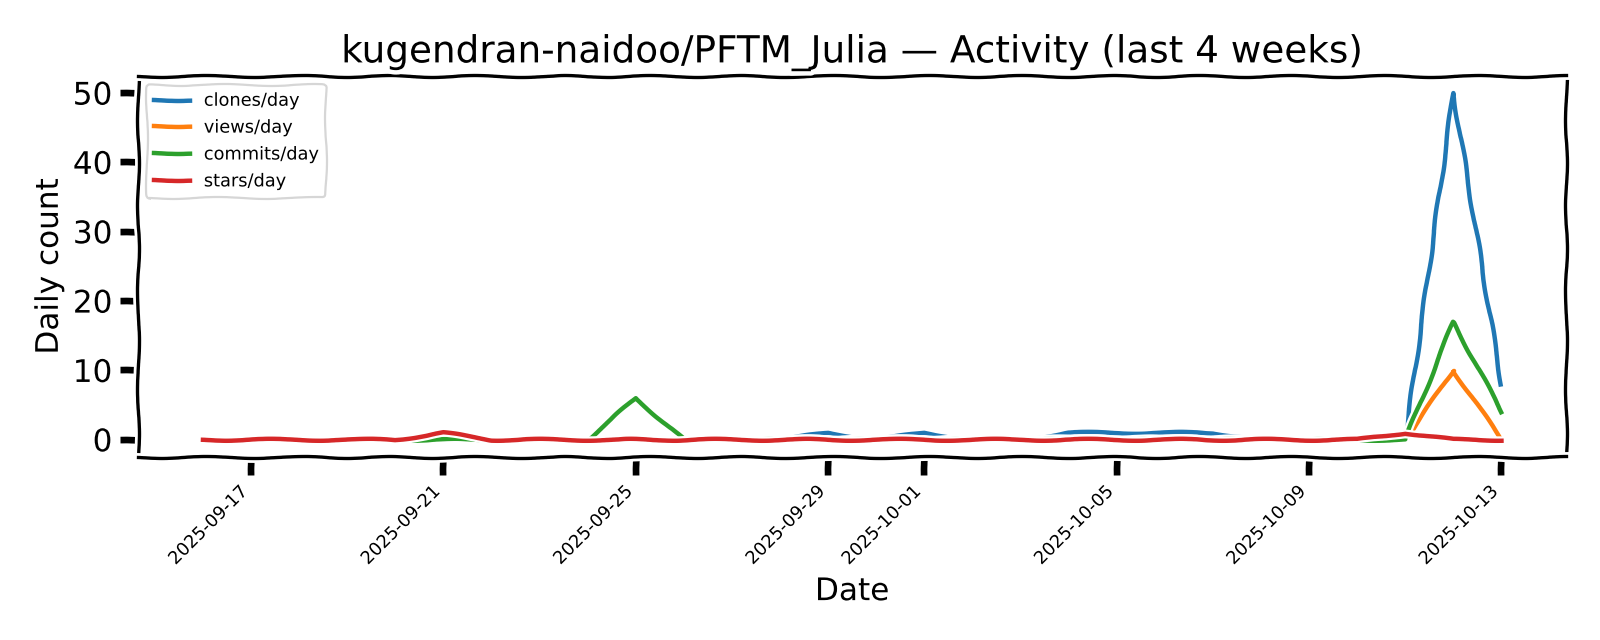 kugendran-naidoo/PFTM_Julia — Activity (last 4 weeks)
50
40
30
20
10
0
Daily count
clones/day
views/day
commits/day
stars/day
2025-09-17
2025-09-21
2025-09-25
2025-09-29
2025-10-01
2025-10-05
2025-10-09
2025-10-13
Date